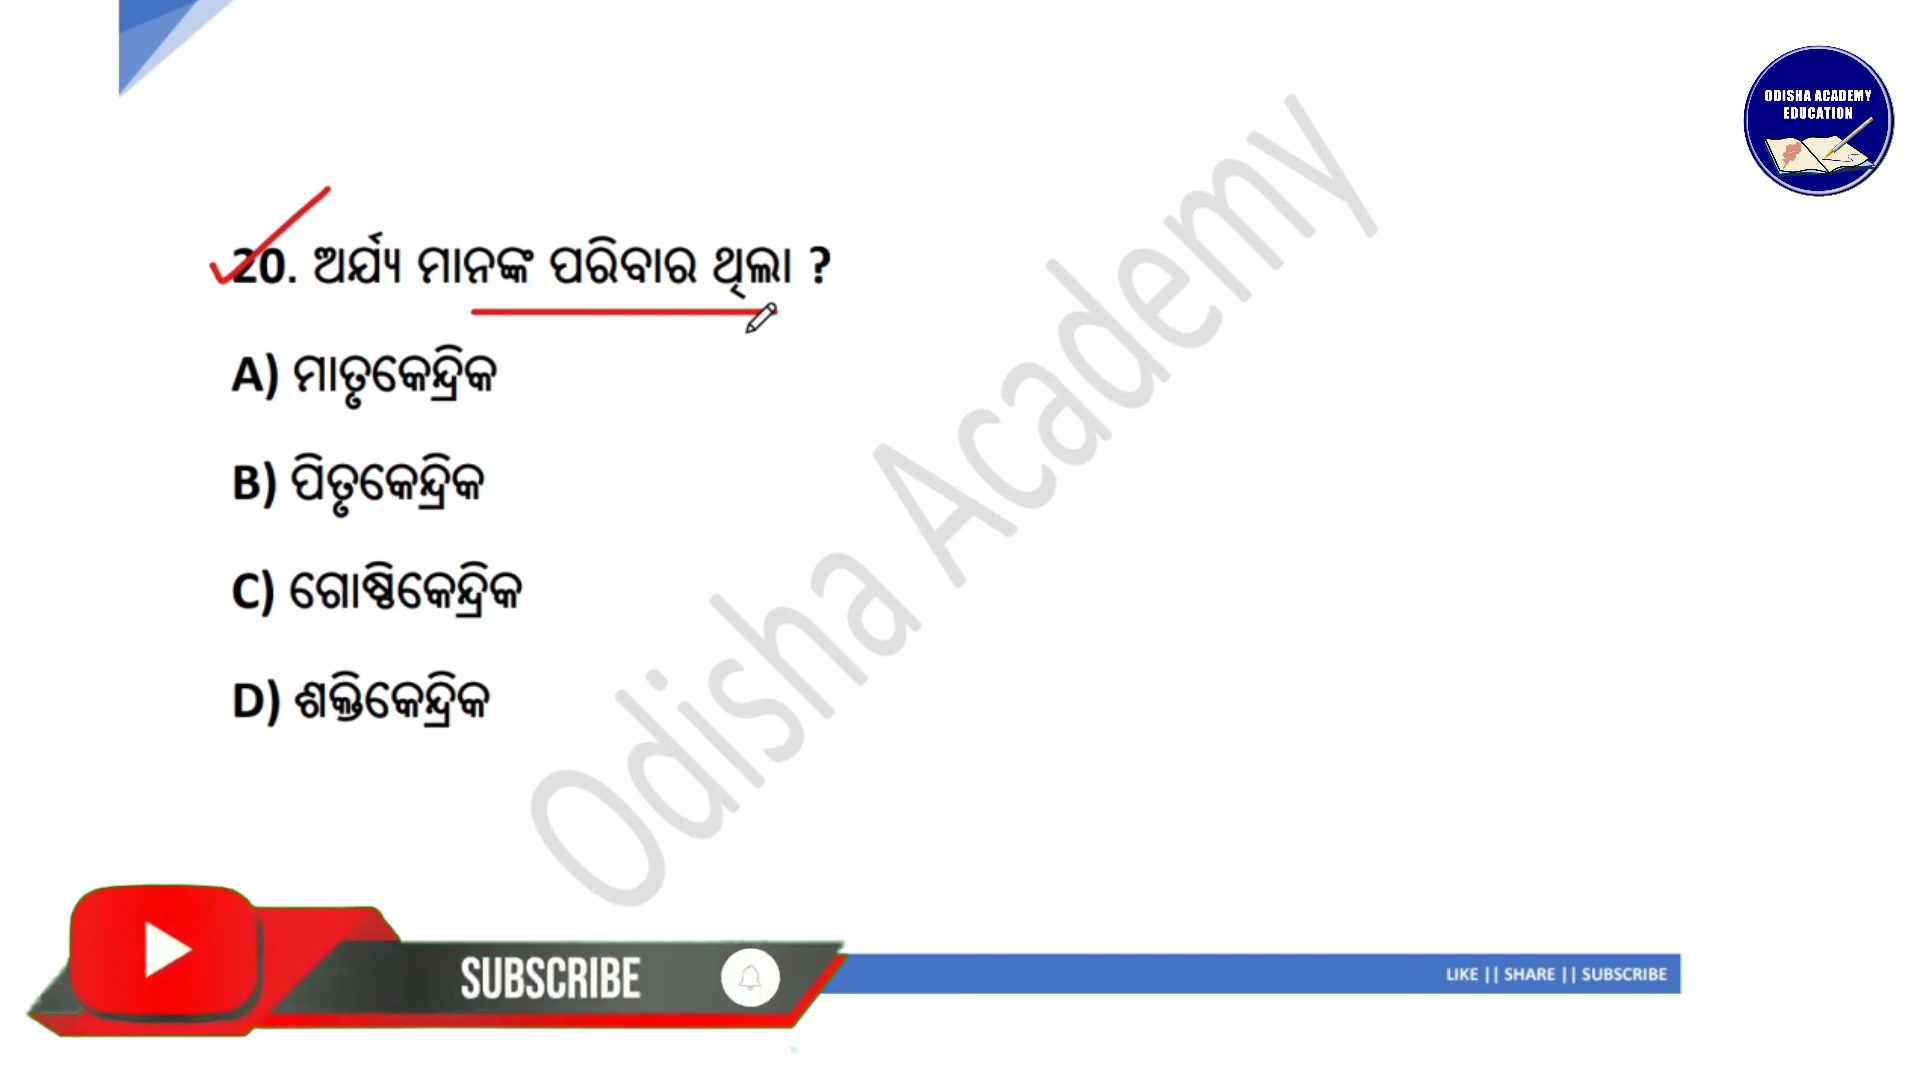 ODISHA ACADEMY
EDUCATION
20. ଅର୍ଯ୍ୟ ମାନଙ୍କ ପରିବାର ଥିଲା ?
A) ମାତୃକେନ୍ଦ୍ରିକ
B) ପିତୃକେନ୍ଦ୍ରିକ
C) ଗୋଷ୍ଠିକେନ୍ଦ୍ରିକ
D) ଶକ୍ତିକେନ୍ଦ୍ରିକ
Odisha Academy
SUBSCRIBE
LIKE || SHARE || SUBSCRIBE